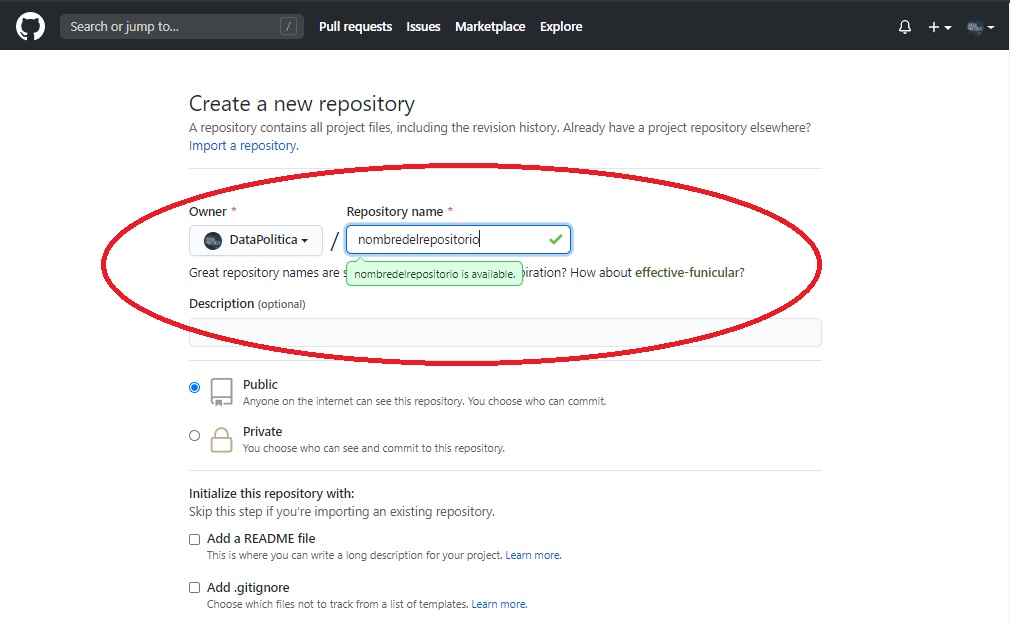 Search or jump to... /
Pull requests Issues Marketplace Explore
Create a new repository
A repository contains all project files, including the revision history. Already have a project repository elsewhere?
Import a repository.
Owner * Repository name *
DataPolitica / nombredelrepositorio
Great repository names are s piration? How about effective-funicular?
nombredelrepositorio is available.
Description (optional)
Public
Anyone on the internet can see this repository. You choose who can commit.
Private
You choose who can see and commit to this repository.
Initialize this repository with:
Skip this step if you're importing an existing repository.
Add a README file
This is where you can write a long description for your project. Learn more.
Add .gitignore
Choose which files not to track from a list of templates. Learn more.